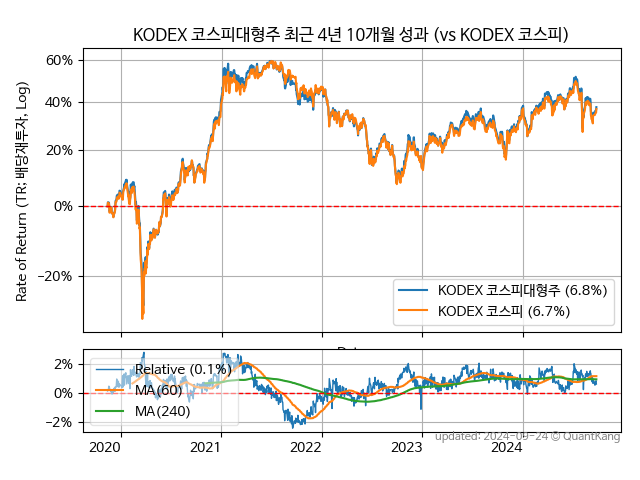 KODEX 코스피대형주 최근 4년 10개월 성과 (vs KODEX 코스피)
Rate of Return (TR: 배당재투자, Log)
60%
40%
20%
0%
−20%
KODEX 코스피대형주 (6.8%)
KODEX 코스피 (6.7%)
2%
0%
−2%
Relative (0.1%)
MA(60)
MA(240)
2020
2021
2022
2023
2024
updated: 2024-09-24 © QuantKang